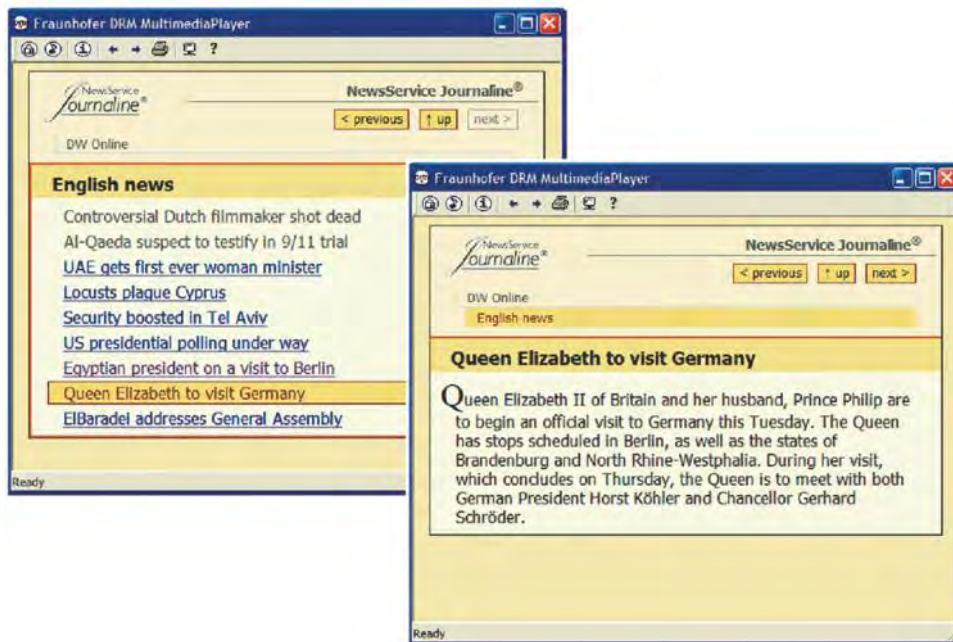 Fraunhofer DRM MultimediaPlayer
?
NewsService
Journaline®
NewsService Journaline®
< previous
↑ up
next >
DW Online
English news
Controversial Dutch filmmaker shot dead
Al-Qaeda suspect to testify in 9/11 trial
UAE gets first ever woman minister
Locusts plaque Cyprus
Security boosted in Tel Aviv
US presidential polling under way
Egyptian president on a visit to Berlin
Queen Elizabeth to visit Germany
ElBaradei addresses General Assembly
Ready
Fraunhofer DRM MultimediaPlayer
?
NewsService
Journaline®
NewsService Journaline®
< previous
↑ up
next >
DW Online
English news
Queen Elizabeth to visit Germany
Queen Elizabeth II of Britain and her husband, Prince Philip are
to begin an official visit to Germany this Tuesday. The Queen
has stops scheduled in Berlin, as well as the states of
Brandenburg and North Rhine-Westphalia. During her visit,
which concludes on Thursday, the Queen is to meet with both
German President Horst Köhler and Chancellor Gerhard
Schröder.
Ready